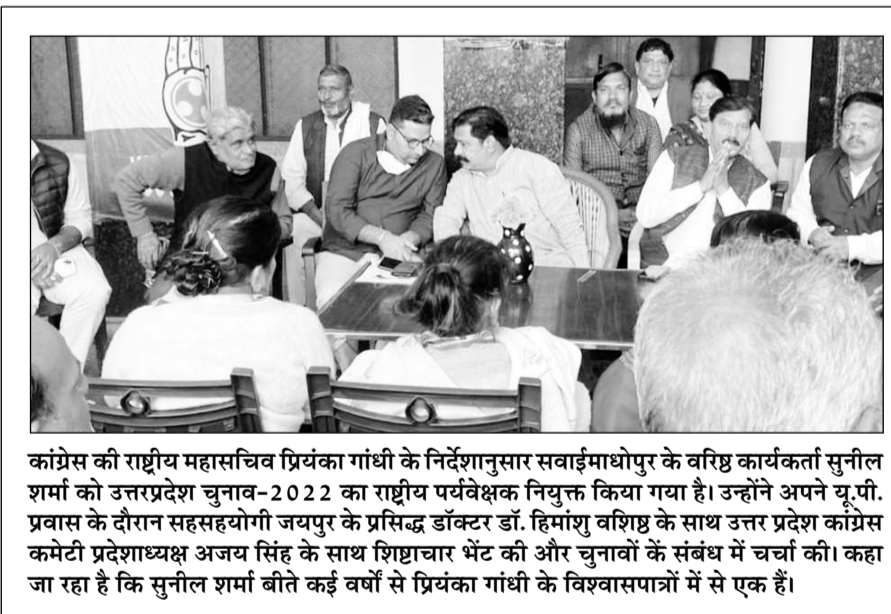 कांग्रेस की राष्ट्रीय महासचिव प्रियंका गांधी के निर्देशानुसार सवाईमाधोपुर के वरिष्ठ कार्यकर्ता सुनील
शर्मा को उत्तरप्रदेश चुनाव-2022 का राष्ट्रीय पर्यवेक्षक नियुक्त किया गया है। उन्होंने अपने यू.पी.
प्रवास के दौरान सहसहयोगी जयपुर के प्रसिद्ध डॉक्टर डॉ. हिमांशु वशिष्ठ के साथ उत्तर प्रदेश कांग्रेस
कमेटी प्रदेशाध्यक्ष अजय सिंह के साथ शिष्टाचार भेंट की और चुनावों कें संबंध में चर्चा की। कहा
जा रहा है कि सुनील शर्मा बीते कई वर्षों से प्रियंका गांधी के विश्वासपात्रों में से एक हैं।